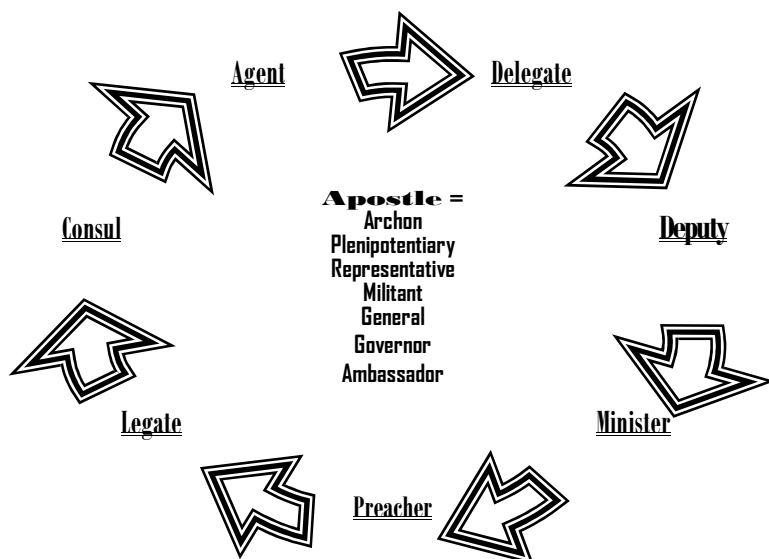 Agent
Delegate
Deputy
Minister
Preacher
Legate
Consul
Apostle =
Archon
Plenipotentiary
Representative
Militant
General
Governor
Ambassador